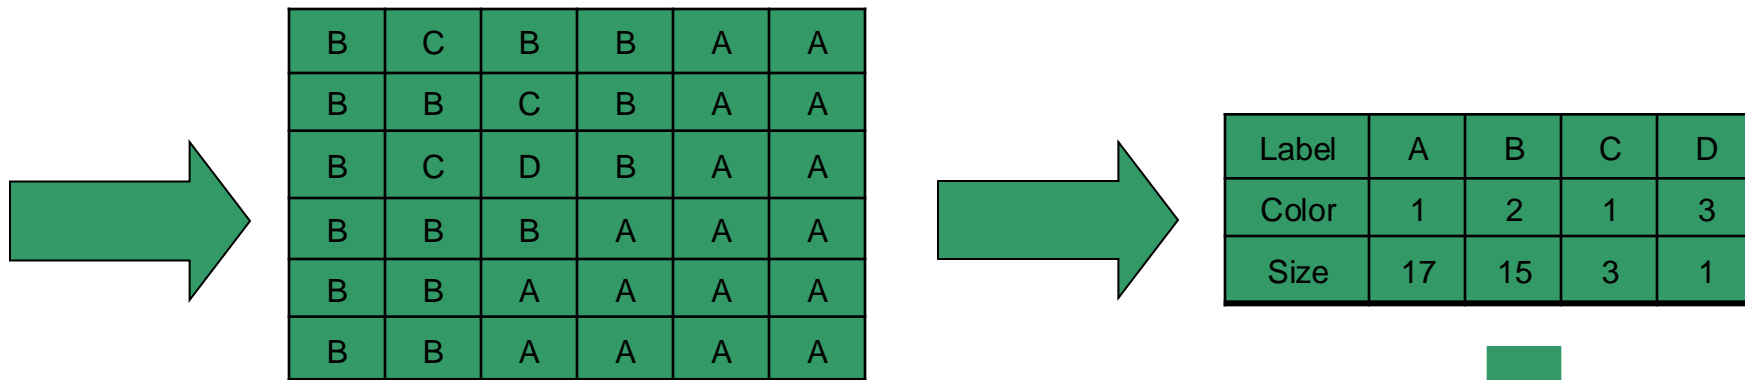 B C B B A A
B B C B A A
B C D B A A
B B B A A A
B B A A A A
B B A A A A
Label A B C D
Color 1 2 1 3
Size 17 15 3 1